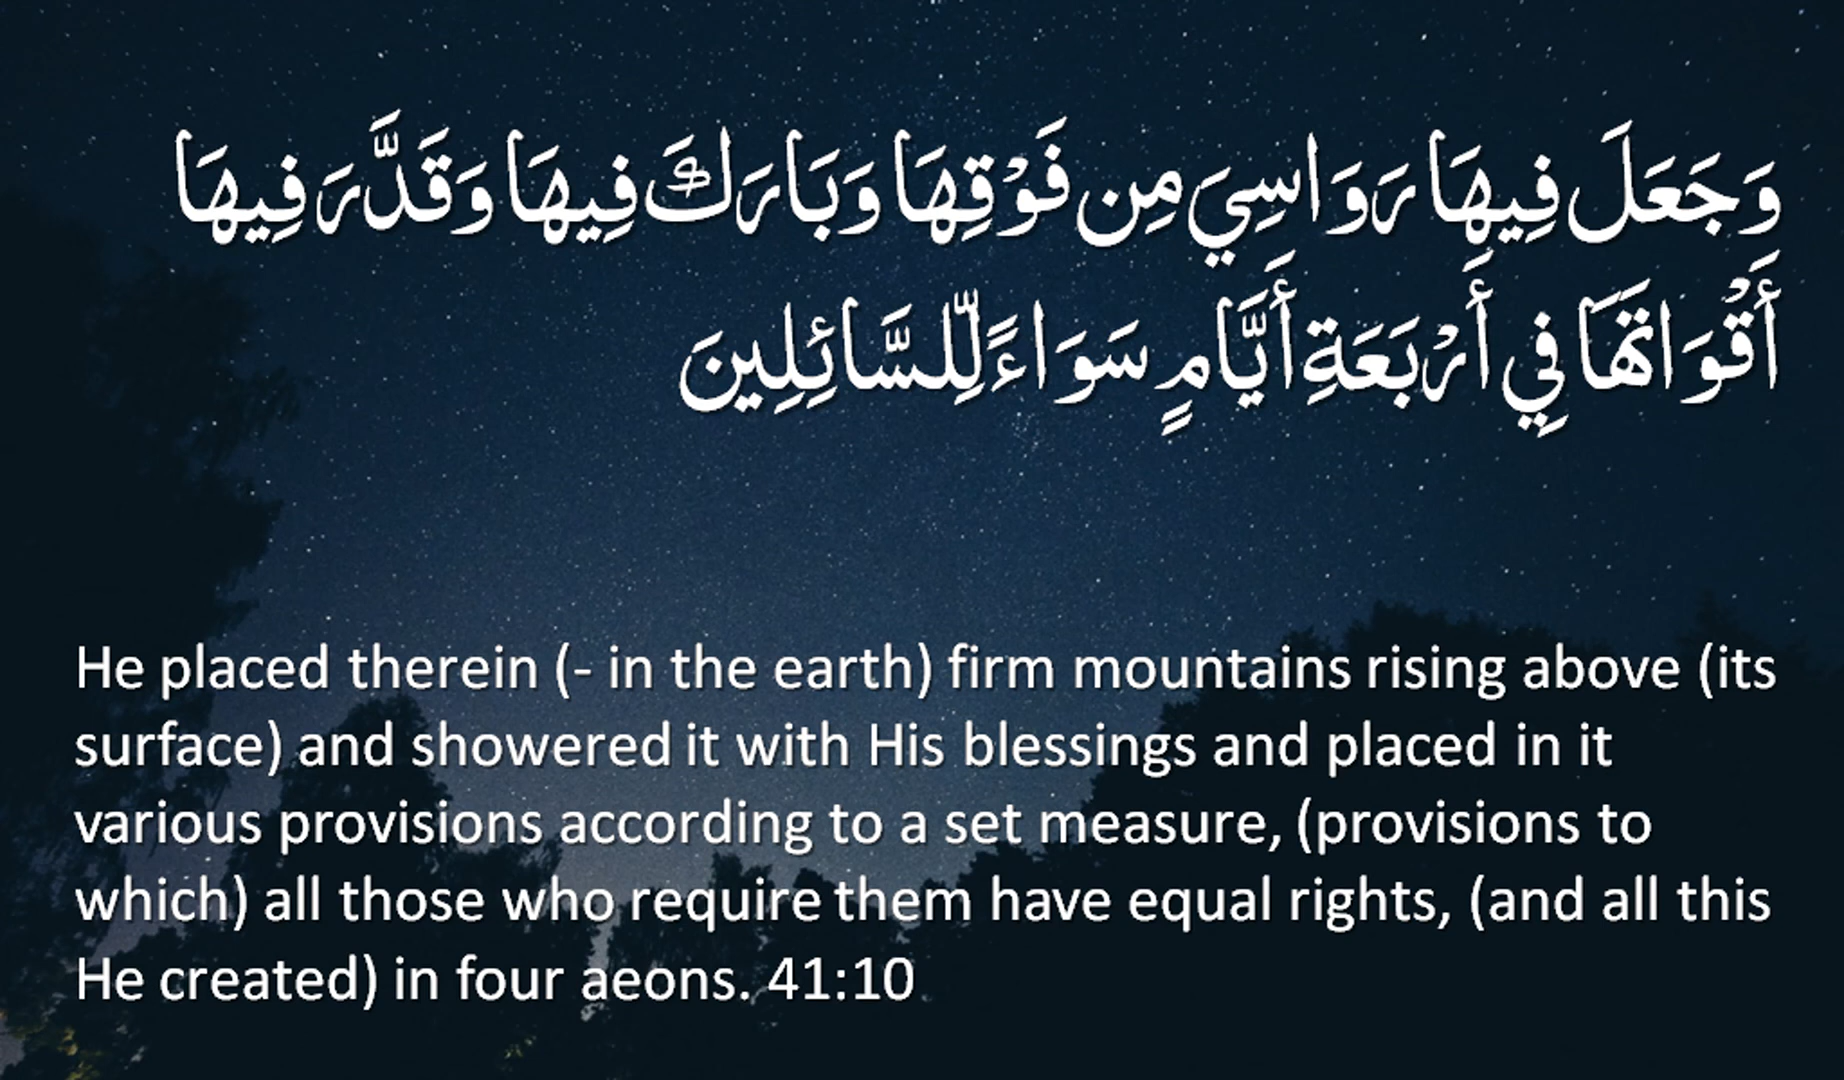 وَجَعَلَ فِيهَا رَوَاسِيَ مِن فَوْقِهَا وَبَارَكَ فِيهَا وَقَدَّرَ فِيهَا
أَقْوَاتَهَا فِي أَرْبَعَةِ أَيَّامٍ سَوَاءً لِّلسَّائِلِينَ
He placed therein (- in the earth) firm mountains rising above (its
surface) and showered it with His blessings and placed in it
various provisions according to a set measure, (provisions to
which) all those who require them have equal rights, (and all this
He created) in four aeons. 41:10